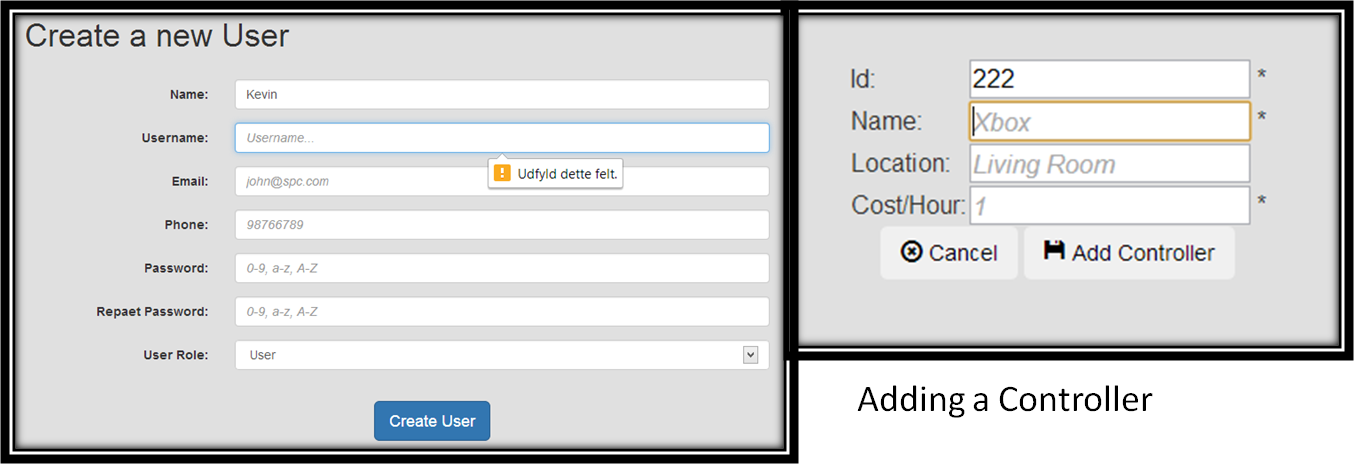 Create a new User
Name: Kevin
Username: Username...
Udfyld dette felt.
Email: john@spc.com
Phone: 98766789
Password: 0-9, a-z, A-Z
Repaet Password: 0-9, a-z, A-Z
User Role: User
Create User
Id: 222 *
Name: Xbox *
Location: Living Room
Cost/Hour: 1 *
Cancel Add Controller
Adding a Controller